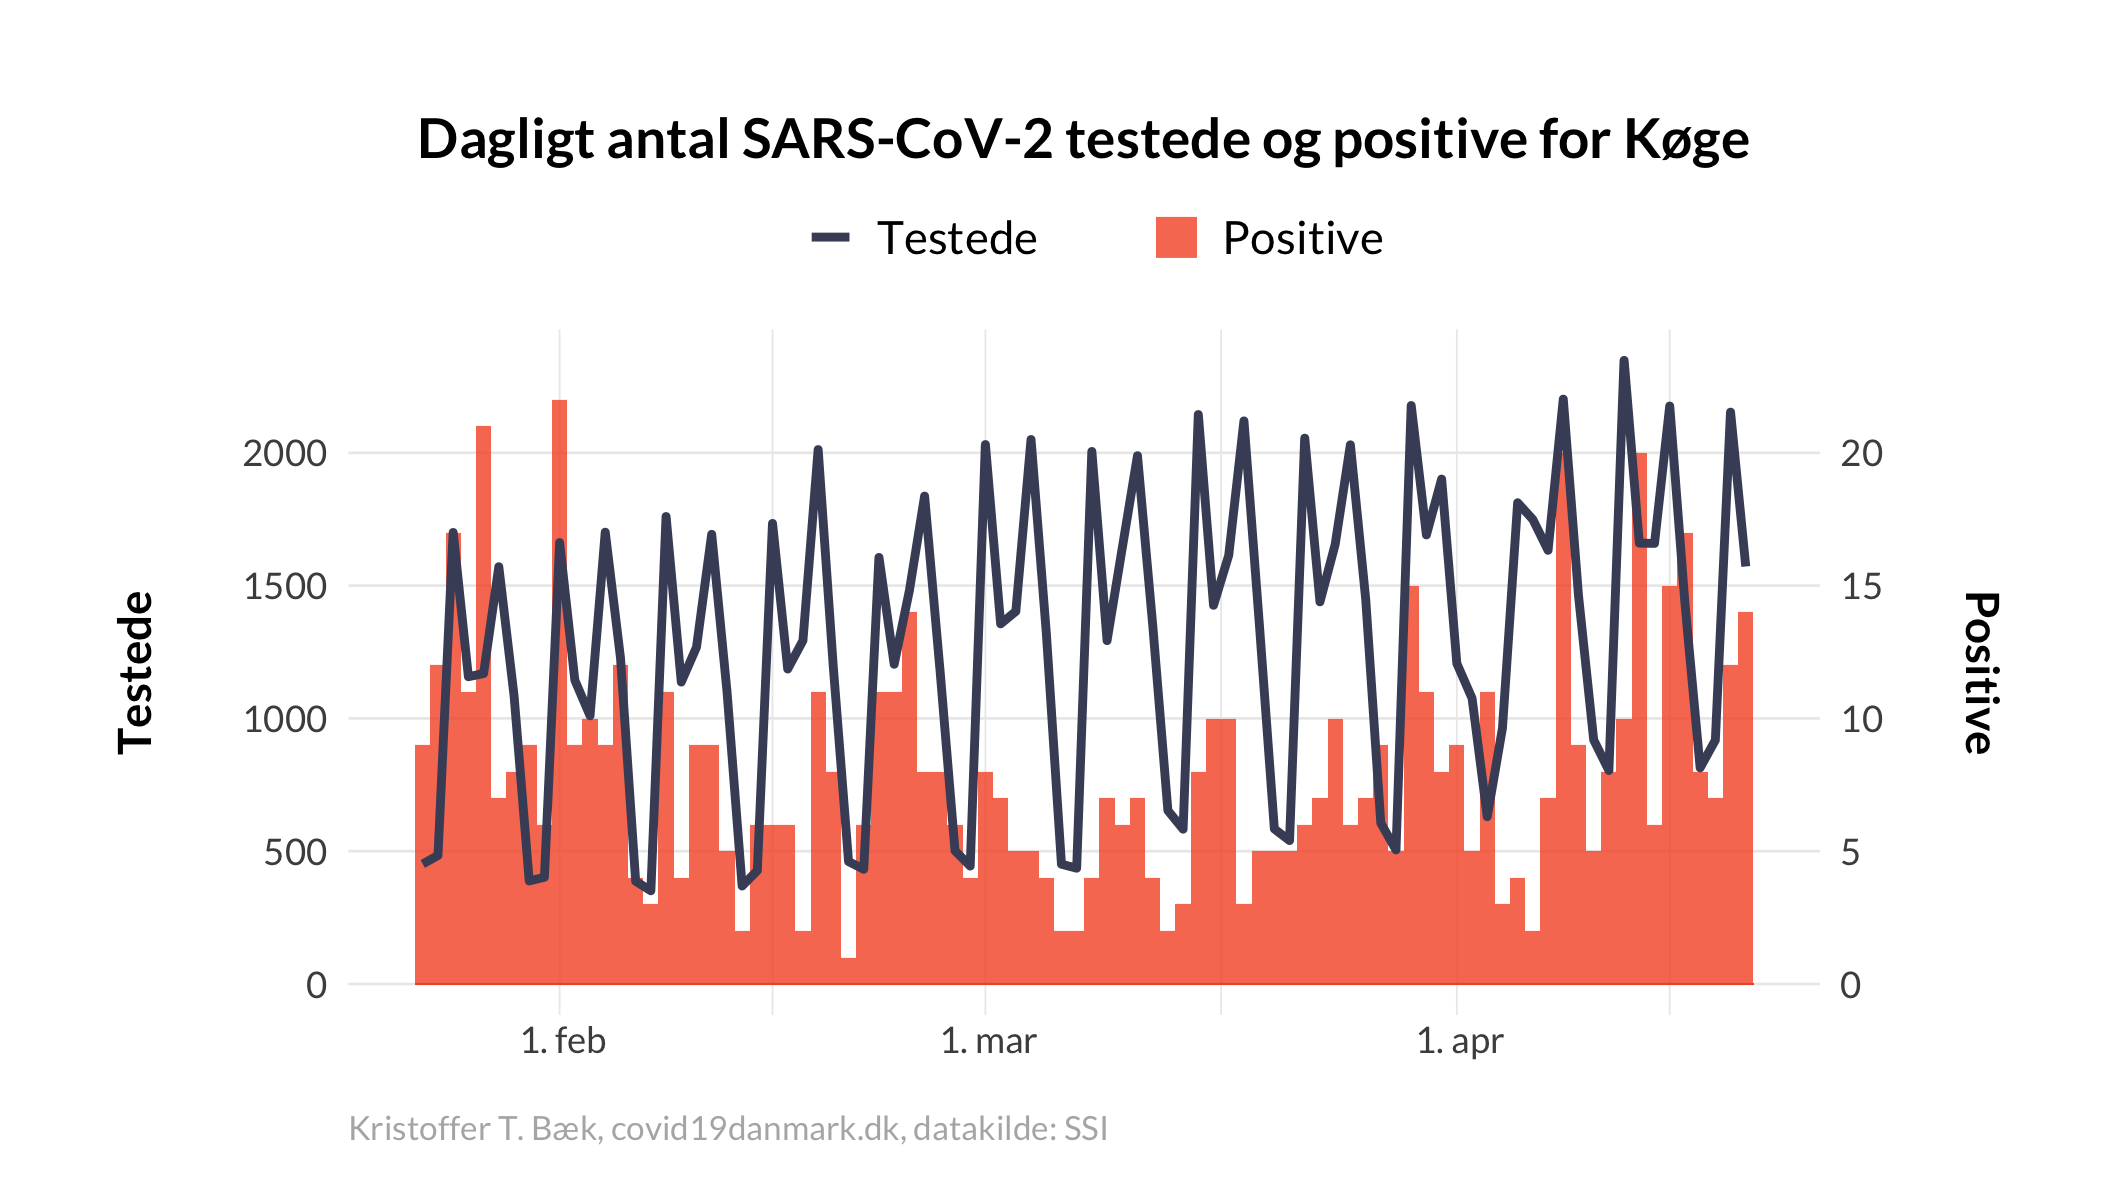 Dagligt antal SARS-CoV-2 testede og positive for Køge
Testede Positive
2000 20
1500 15
1000 10
500 5
0 0
Testede
Positive
1. feb 1. mar 1. apr
Kristoffer T. Bæk, covid19danmark.dk, datakilde: SSI